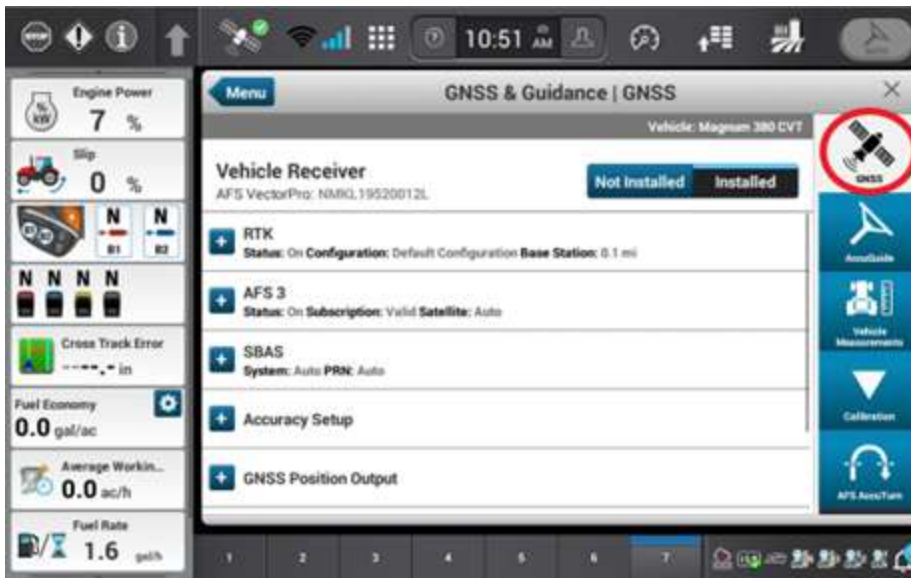 STOP
10:51 AM
Engine Power
7 %
Slip
0 %
N N
B1 B2
N N N N
Cross Track Error
----.- in
Fuel Economy
0.0 gal/ac
Average Workin...
0.0 ac/h
Fuel Rate
1.6 gal/h
Menu
GNSS & Guidance | GNSS
Vehicle: Magnum 380 CVT
Vehicle Receiver
AFS VectorPro: NMKL19520012L
Not Installed Installed
RTK
Status: On Configuration: Default Configuration Base Station: 0.1 mi
AFS 3
Status: On Subscription: Valid Satellite: Auto
SBAS
System: Auto PRN: Auto
Accuracy Setup
GNSS Position Output
GNSS
AccuGuide
Vehicle
Measurements
Calibration
AFS AccuTurn
1 2 3 4 5 6 7